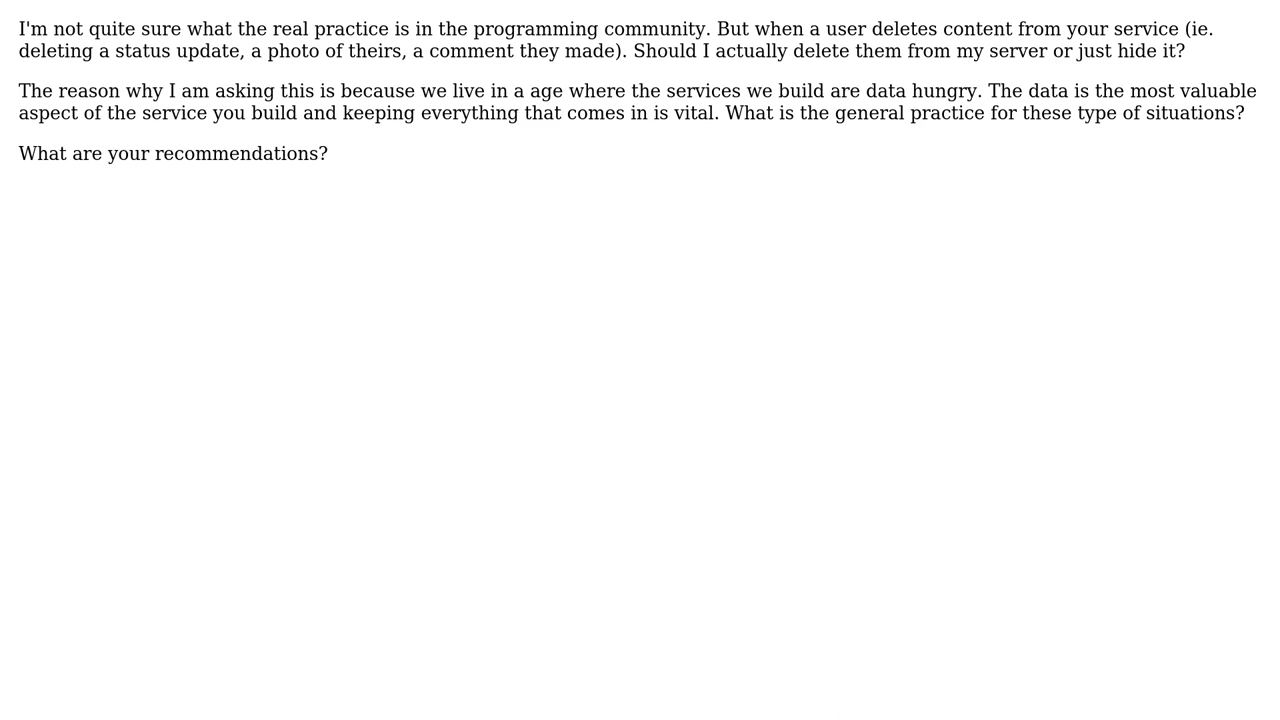 I'm not quite sure what the real practice is in the programming community. But when a user deletes content from your service (ie.
deleting a status update, a photo of theirs, a comment they made). Should I actually delete them from my server or just hide it?
The reason why I am asking this is because we live in a age where the services we build are data hungry. The data is the most valuable
aspect of the service you build and keeping everything that comes in is vital. What is the general practice for these type of situations?
What are your recommendations?